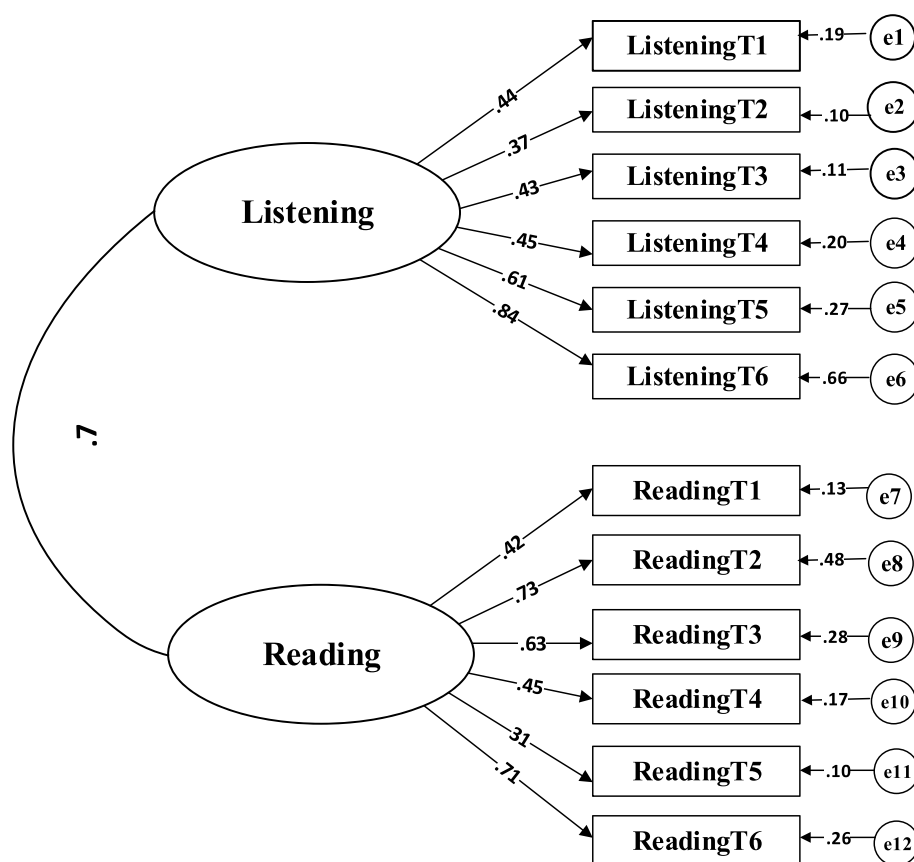 ListeningT1
.19
e1
.44
ListeningT2
.10
e2
.37
ListeningT3
.11
e3
.43
Listening
ListeningT4
.20
e4
.45
ListeningT5
.27
e5
.61
ListeningT6
.66
e6
.84
.7
ReadingT1
.13
e7
.42
ReadingT2
.48
e8
.73
ReadingT3
.28
e9
.63
Reading
ReadingT4
.17
e10
.45
ReadingT5
.10
e11
31
ReadingT6
.26
e12
.71